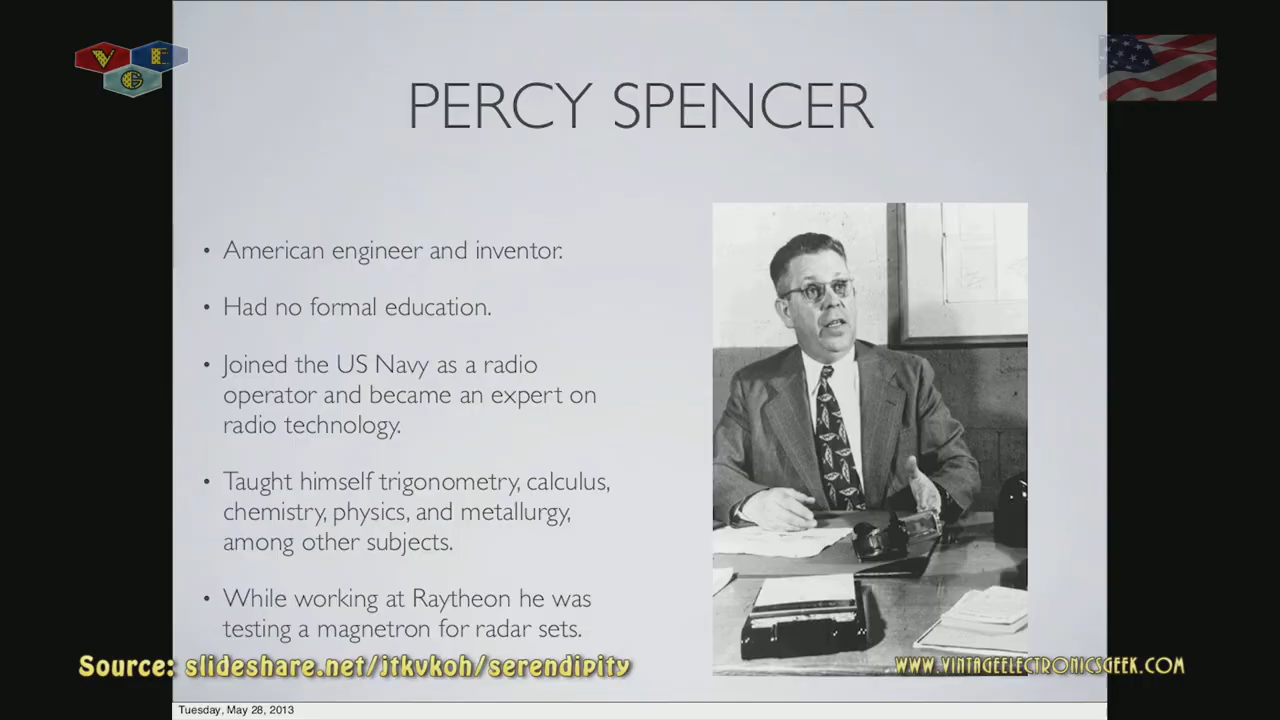 V E
G
PERCY SPENCER
• American engineer and inventor.
• Had no formal education.
• Joined the US Navy as a radio
operator and became an expert on
radio technology.
• Taught himself trigonometry, calculus,
chemistry, physics, and metallurgy,
among other subjects.
• While working at Raytheon he was
testing a magnetron for radar sets.
Source: slideshare.net/jtkvkoh/serendipity
WWW.VINTAGEELECTRONICSGEEK.COM
Tuesday, May 28, 2013